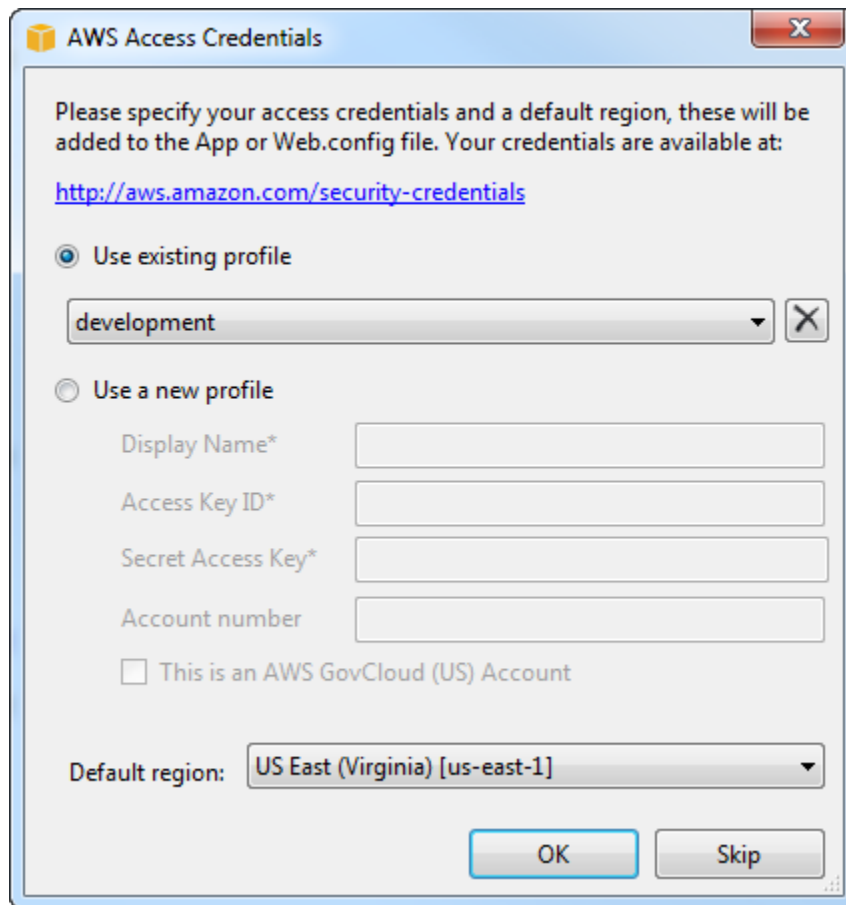 AWS Access Credentials
Please specify your access credentials and a default region, these will be
added to the App or Web.config file. Your credentials are available at:
http://aws.amazon.com/security-credentials
Use existing profile
development
Use a new profile
Display Name*
Access Key ID*
Secret Access Key*
Account number
This is an AWS GovCloud (US) Account
Default region: US East (Virginia) [us-east-1]
OK Skip